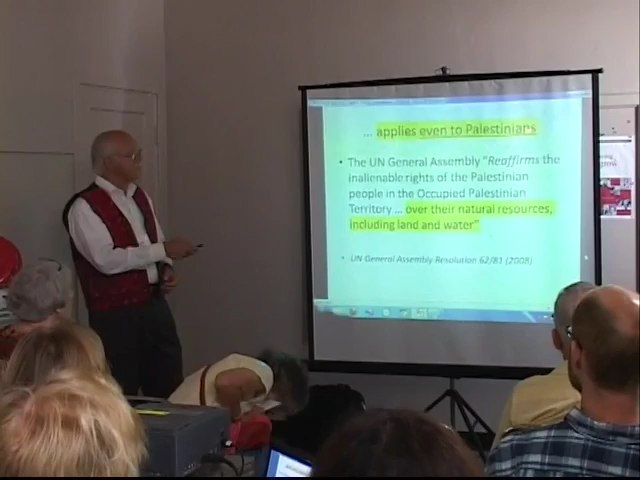 ... applies even to Palestinians
• The UN General Assembly "Reaffirms the
inalienable rights of the Palestinian
people in the Occupied Palestinian
Territory ... over their natural resources,
including land and water"
• UN General Assembly Resolution 62/81 (2008)